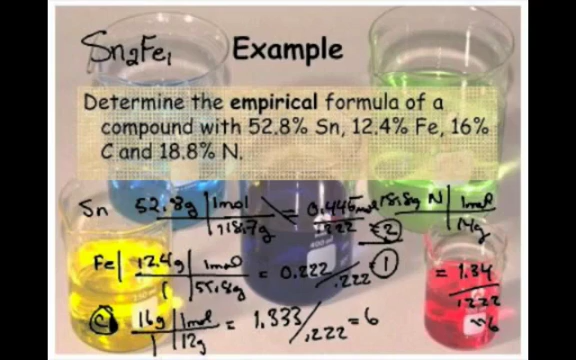 Sn2Fe1 Example
Determine the empirical formula of a
compound with 52.8% Sn, 12.4% Fe, 16%
C and 18.8% N.
Sn 52.8g | 1mol / 118.7g = 0.445mol / .222 = 2
18.8g N | 1mol / 14g = 1.34 / .222 ≈ 6
Fe | 12.4g / 1 | 1mol / 55.8g = 0.222 / .222 = 1
C 16g / 1 | 1mol / 12g = 1.333 / .222 = 6